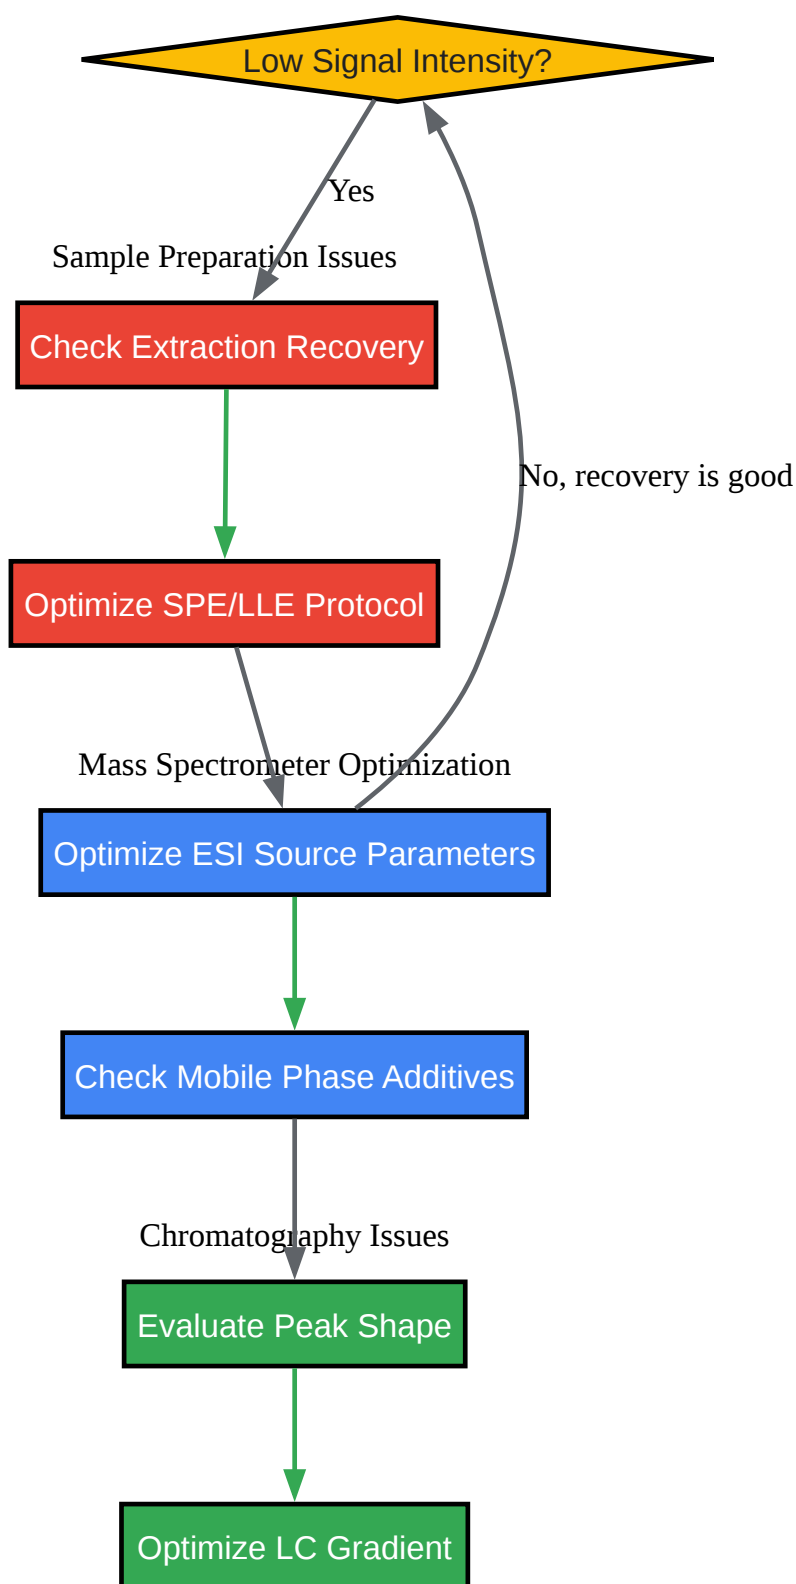 Low Signal Intensity?
Yes
Sample Preparation Issues
Check Extraction Recovery
No, recovery is good
Optimize SPE/LLE Protocol
Mass Spectrometer Optimization
Optimize ESI Source Parameters
Check Mobile Phase Additives
Chromatography Issues
Evaluate Peak Shape
Optimize LC Gradient